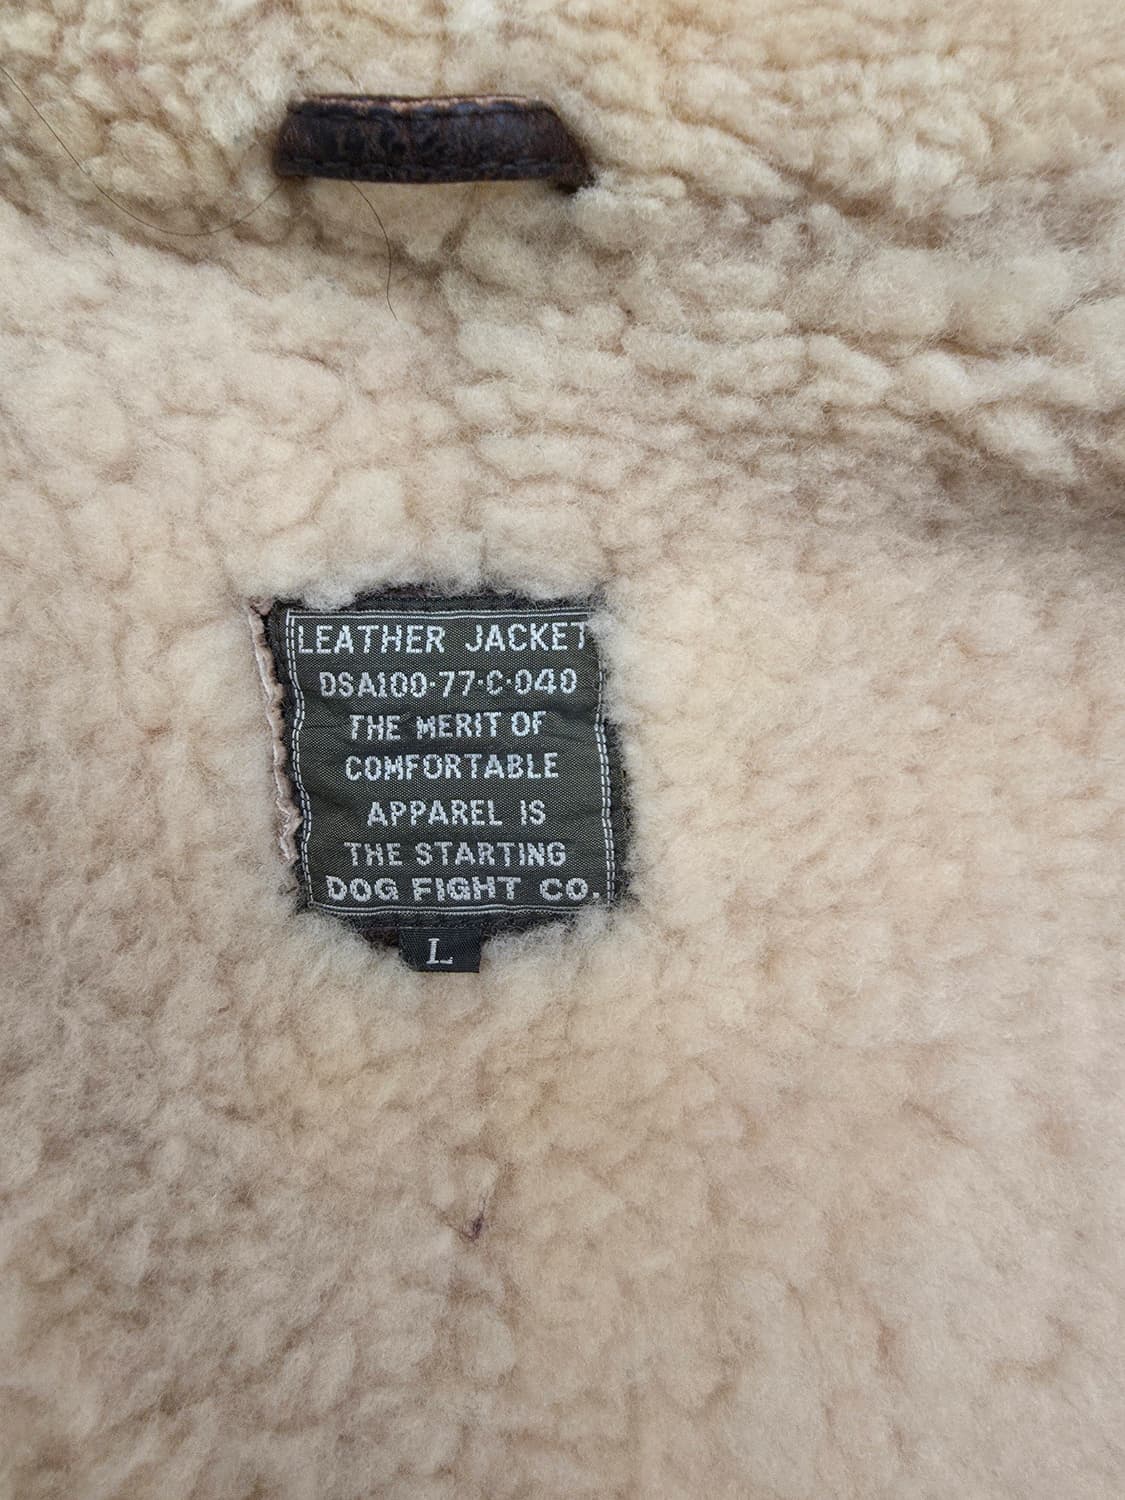 LEATHER JACKET
DSA100-77-C-040
THE MERIT OF
COMFORTABLE
APPAREL IS
THE STARTING
DOG FIGHT CO.
L